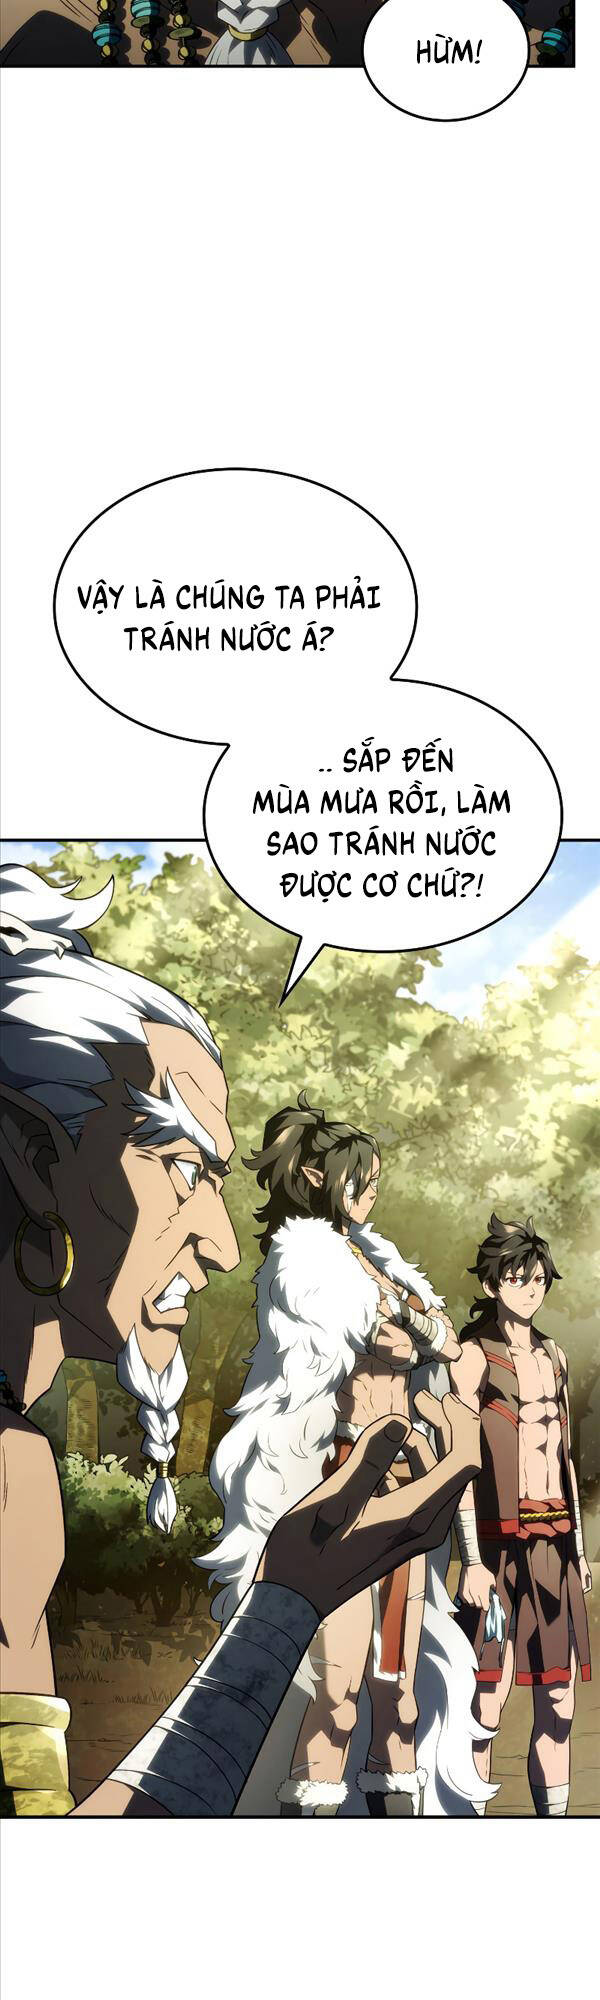 HỪM!
VẬY LÀ CHÚNG TA PHẢI
TRÁNH NƯỚC Á?
.. SẮP ĐẾN
MÙA MƯA RỒI, LÀM
SAO TRÁNH NƯỚC
ĐƯỢC CƠ CHỨ?!